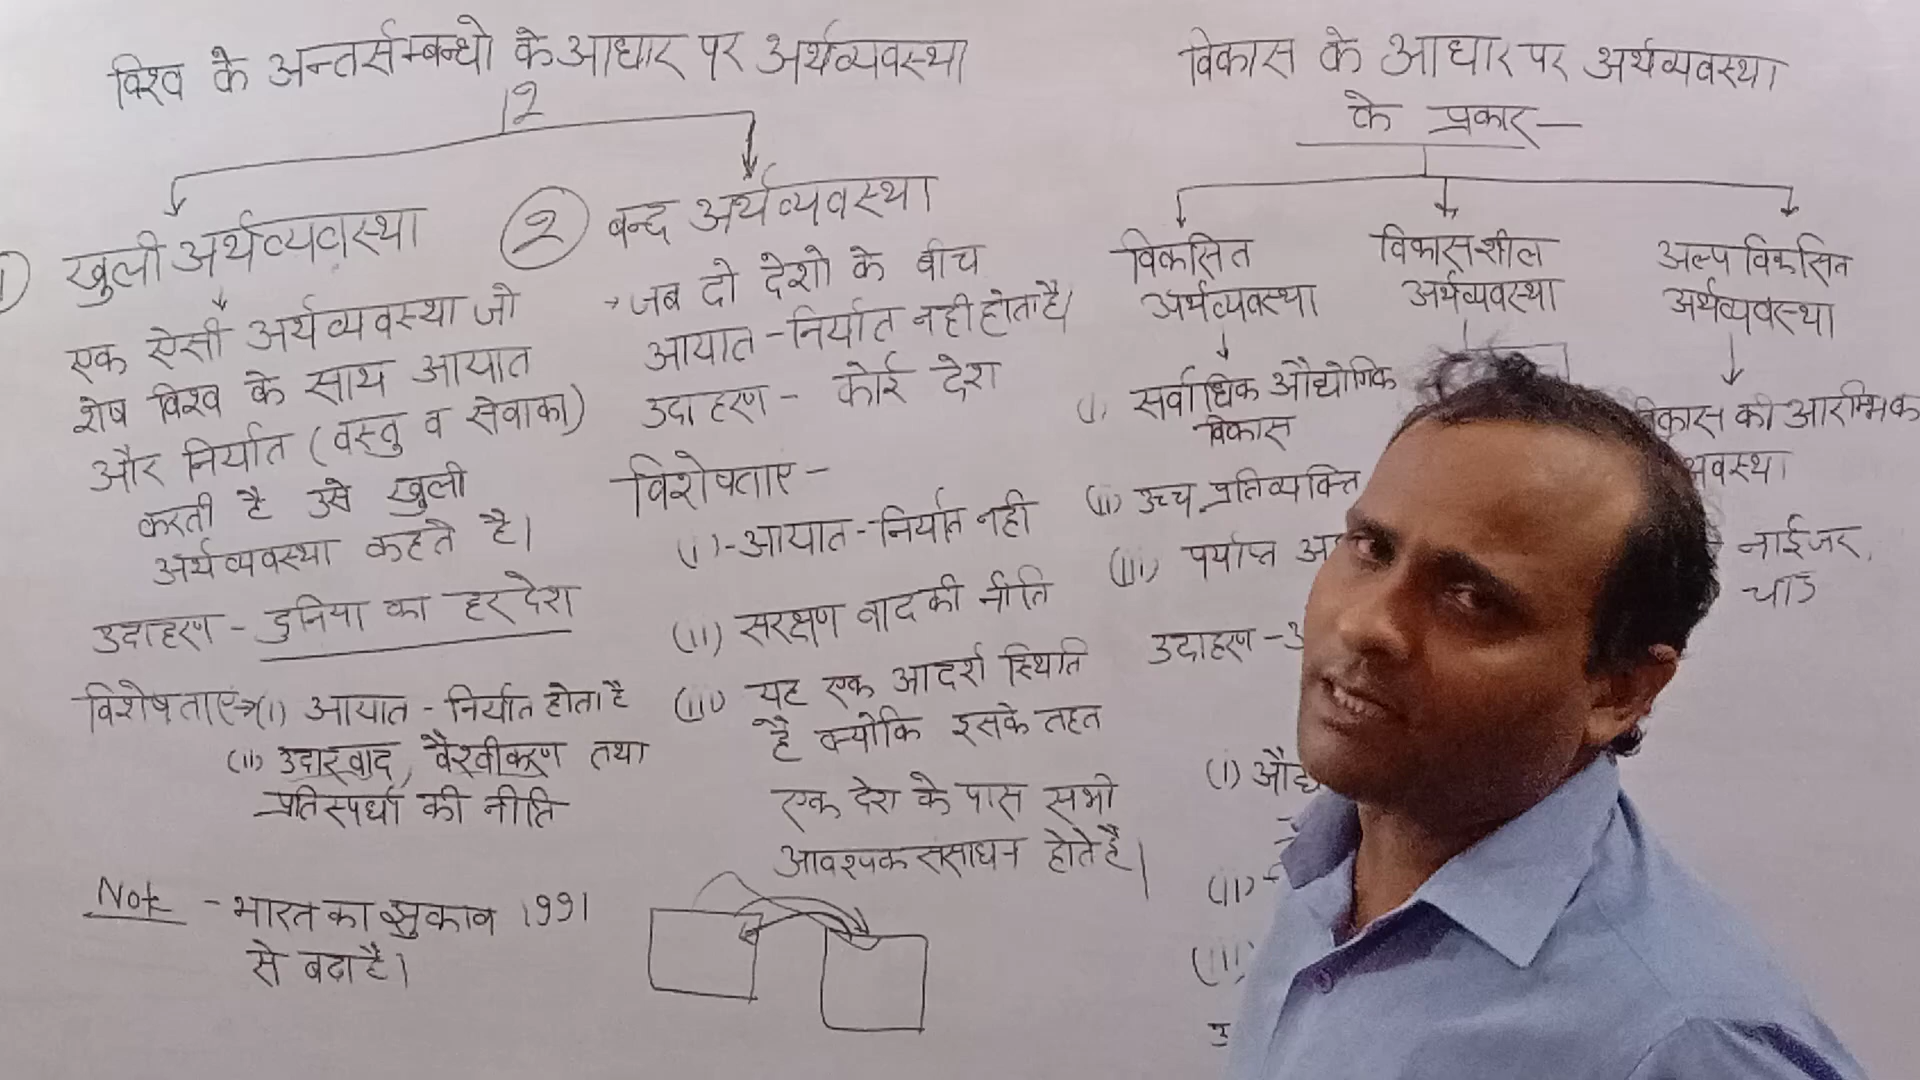 विश्व के अन्तर्सम्बन्धो के आधार पर अर्थव्यवस्था
2
1
खुली अर्थव्यवस्था
एक ऐसी अर्थव्यवस्था जो
शेष विश्व के साथ आयात
और निर्यात (वस्तु व सेवाका)
करती है उसे खुली
अर्थव्यवस्था कहते है।
उदाहरण - दुनिया का हर देश
विशेषताए→(i) आयात - निर्यात होता है
(ii) उदारवाद, वैश्वीकरण तथा
प्रतिस्पर्धा की नीति
Note - भारत का झुकाव 1991
से बढ़ा है।
2 बन्द अर्थव्यवस्था
→जब दो देशो के बीच
आयात-निर्यात नही होता है।
उदाहरण - कोई देश
विशेषताए -
(i)-आयात-निर्यात नही
(ii) सरक्षण वाद की नीति
(iii) यह एक आदर्श स्थिति
है क्योकि इसके तहत
एक देश के पास सभी
आवश्यक संसाधन होते है।
विकास के आधार पर अर्थव्यवस्था
के प्रकार-
विकसित
अर्थव्यवस्था
(i) सर्वाधिक औद्योगिक
विकास
(ii) उच्च प्रतिव्यक्ति
(iii) पर्याप्त
उदाहरण -
(i)
(ii)
(iii)
विकासशील
अर्थव्यवस्था
अल्प विकसित
अर्थव्यवस्था
विकास की आरम्भिक
अवस्था
नाईजर,
चाड